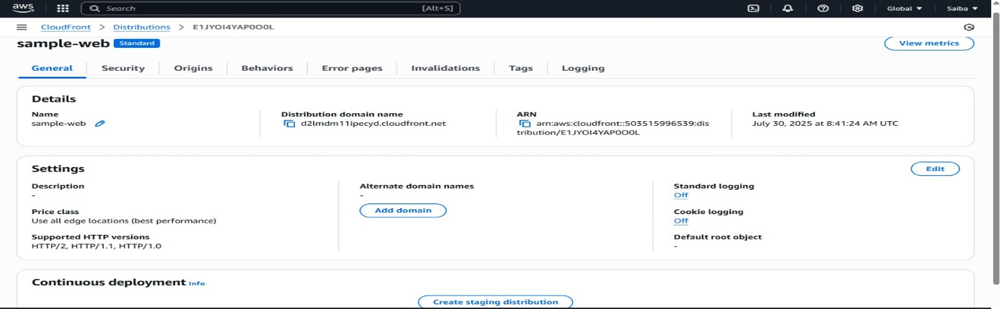 aws
Search [Alt+S] Global Saiba
CloudFront > Distributions > E1JYOI4YAP0O0L
sample-web Standard View metrics
General Security Origins Behaviors Error pages Invalidations Tags Logging
Details
Name Distribution domain name ARN Last modified
sample-web d2lmdm11ipecyd.cloudfront.net arn:aws:cloudfront::503515996539:dis July 30, 2025 at 8:41:24 AM UTC
tribution/E1JYOI4YAP0O0L
Settings Edit
Description Alternate domain names Standard logging
- - Off
Add domain
Price class Cookie logging
Use all edge locations (best performance) Off
Supported HTTP versions Default root object
HTTP/2, HTTP/1.1, HTTP/1.0 -
Continuous deployment Info
Create staging distribution